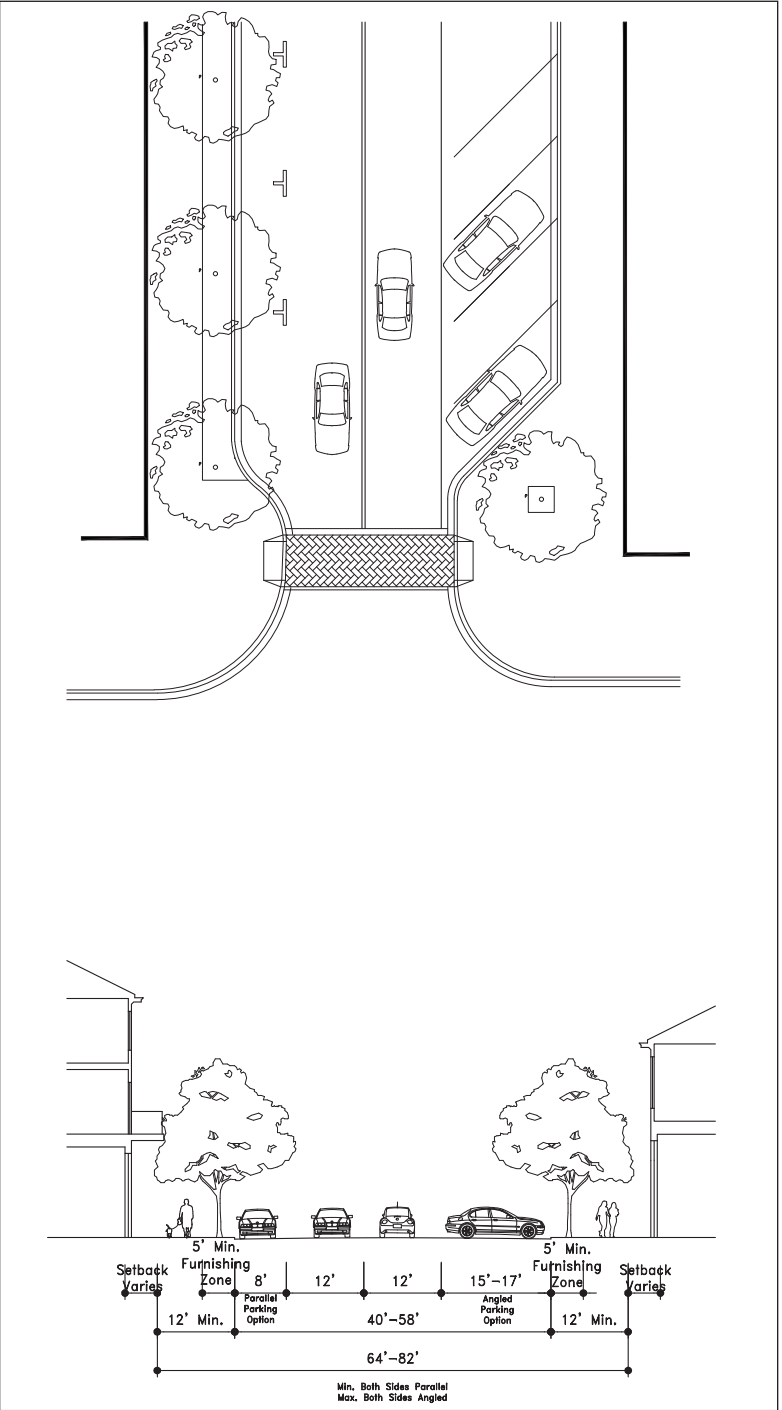 5' Min.
Furnishing
Zone
5' Min.
Furnishing
Zone
Setback
Varies
8'
12'
12'
15'-17'
Setback
Varies
Parallel
Parking
Option
Angled
Parking
Option
12' Min.
40'-58'
12' Min.
64'-82'
Min. Both Sides Parallel
Max. Both Sides Angled